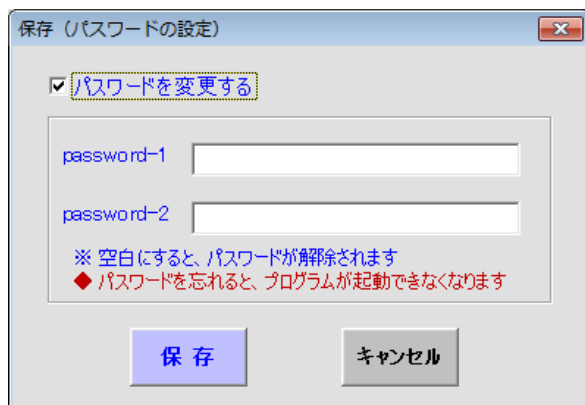 保存（パスワードの設定）
パスワードを変更する
password-1
password-2
※ 空白にすると、パスワードが解除されます
◆ パスワードを忘れると、プログラムが起動できなくなります
保 存
キャンセル